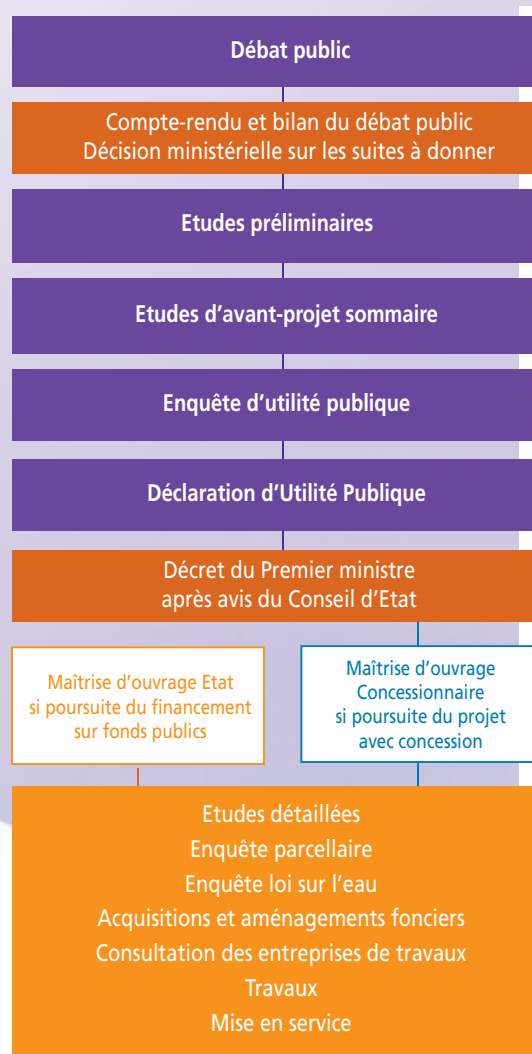 Débat public
Compte-rendu et bilan du débat public
Décision ministérielle sur les suites à donner
Etudes préliminaires
Etudes d'avant-projet sommaire
Enquête d'utilité publique
Déclaration d'Utilité Publique
Décret du Premier ministre
après avis du Conseil d'Etat
Maîtrise d'ouvrage Etat
si poursuite du financement
sur fonds publics
Maîtrise d'ouvrage
Concessionnaire
si poursuite du projet
avec concession
Etudes détaillées
Enquête parcellaire
Enquête loi sur l'eau
Acquisitions et aménagements fonciers
Consultation des entreprises de travaux
Travaux
Mise en service